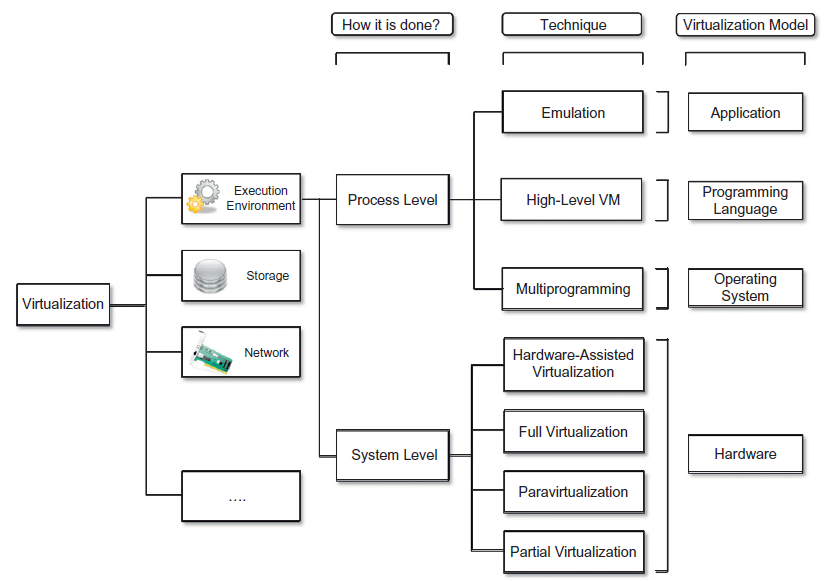 How it is done?
Technique
Virtualization Model
Emulation
Application
Execution
Environment
Process Level
High-Level VM
Programming
Language
Storage
Multiprogramming
Operating
System
Virtualization
Network
Hardware-Assisted
Virtualization
System Level
Full Virtualization
Hardware
....
Paravirtualization
Partial Virtualization